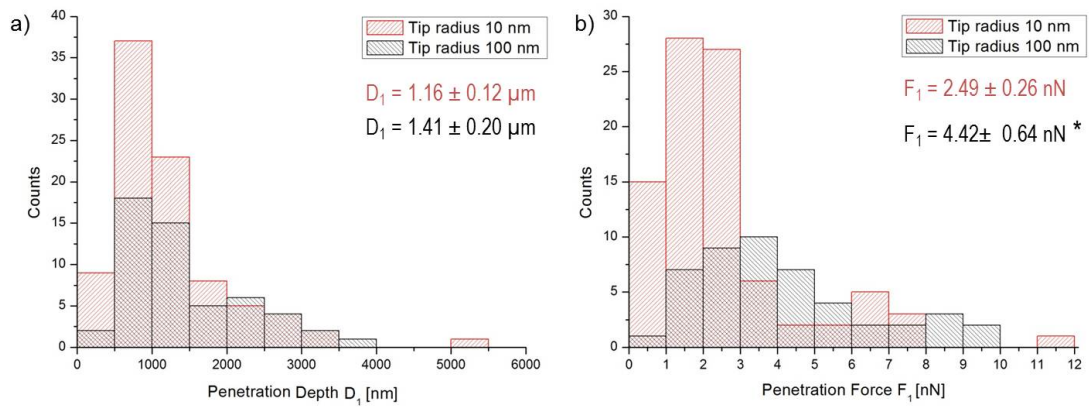 a)
40
35
30
25
20
15
10
5
0
Counts
0 1000 2000 3000 4000 5000 6000
Penetration Depth D₁ [nm]
Tip radius 10 nm
Tip radius 100 nm
D₁ = 1.16 ± 0.12 µm
D₁ = 1.41 ± 0.20 µm
b)
30
25
20
15
10
5
0
Counts
0 1 2 3 4 5 6 7 8 9 10 11 12
Penetration Force F₁ [nN]
Tip radius 10 nm
Tip radius 100 nm
F₁ = 2.49 ± 0.26 nN
F₁ = 4.42± 0.64 nN *